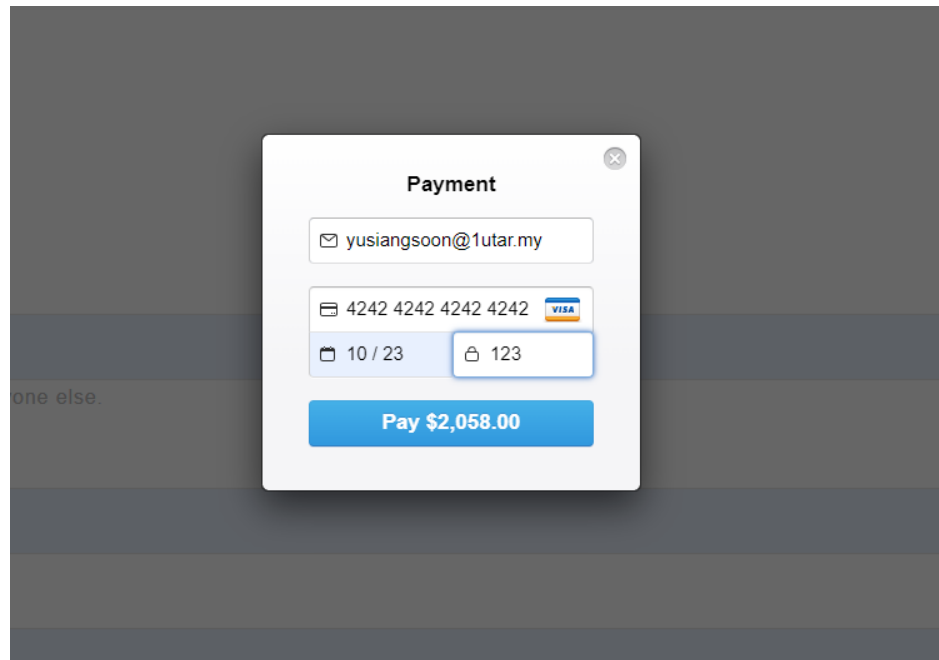 Payment
yusiangsoon@1utar.my
4242 4242 4242 4242 VISA
10 / 23 123
one else.
Pay $2,058.00